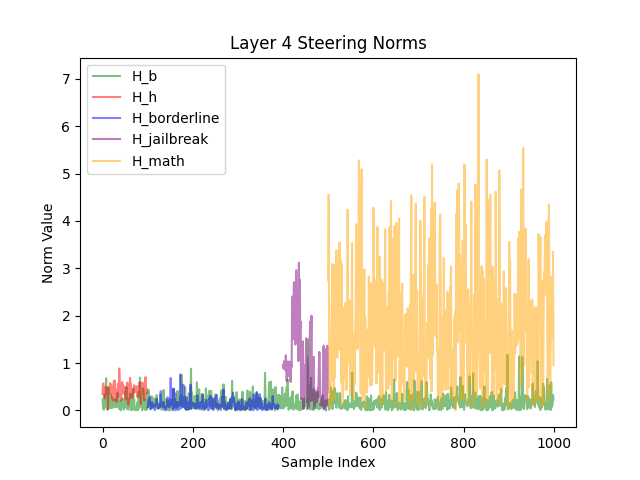 Layer 4 Steering Norms
H_b
H_h
H_borderline
H_jailbreak
H_math
Norm Value
7
6
5
4
3
2
1
0
0 200 400 600 800 1000
Sample Index